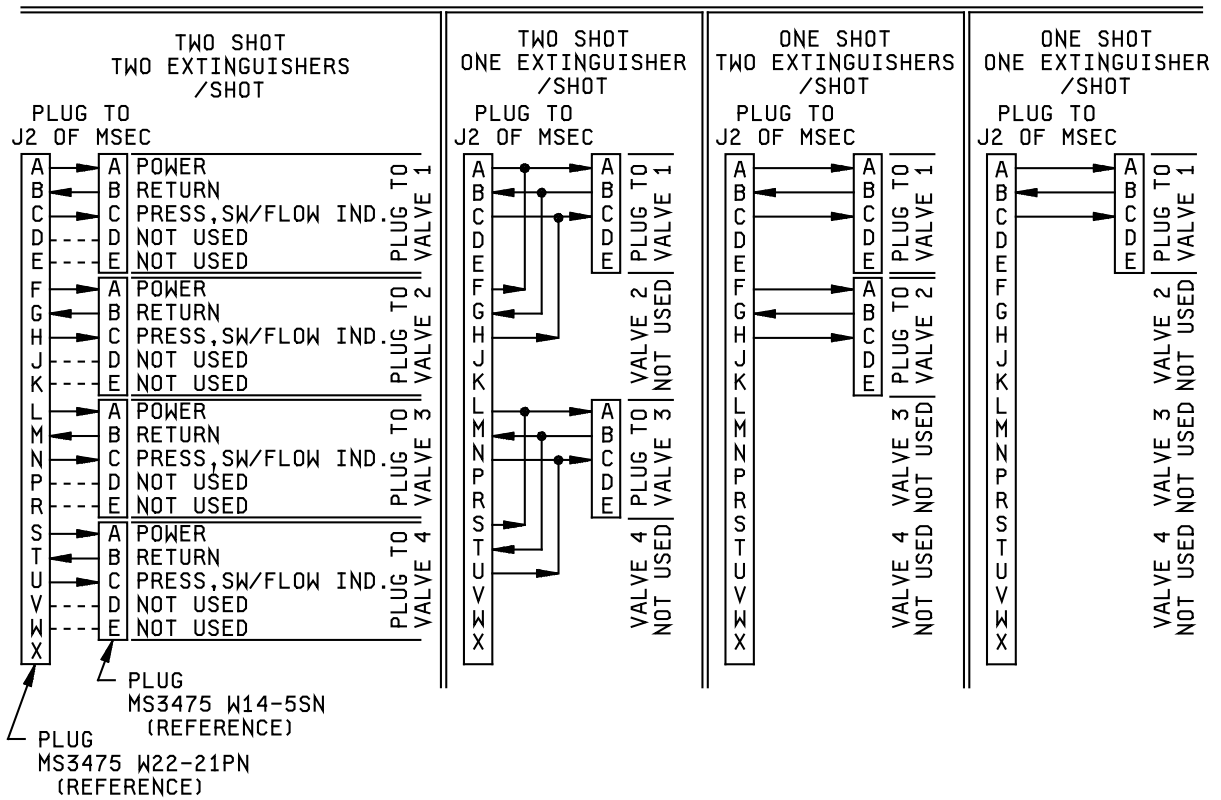 TWO SHOT
TWO EXTINGUISHERS
/SHOT
PLUG TO
J2 OF MSEC
A A POWER
B B RETURN
C C PRESS,SW/FLOW IND.
D D NOT USED
E E NOT USED
PLUG TO
VALVE 1
F A POWER
G B RETURN
H C PRESS,SW/FLOW IND.
J D NOT USED
K E NOT USED
PLUG TO
VALVE 2
L A POWER
M B RETURN
N C PRESS,SW/FLOW IND.
P D NOT USED
R E NOT USED
PLUG TO
VALVE 3
S A POWER
T B RETURN
U C PRESS,SW/FLOW IND.
V D NOT USED
W E NOT USED
X
PLUG TO
VALVE 4
PLUG
MS3475 W14-5SN
(REFERENCE)
PLUG
MS3475 W22-21PN
(REFERENCE)
TWO SHOT
ONE EXTINGUISHER
/SHOT
PLUG TO
J2 OF MSEC
A A
B B
C C
D D
E E
PLUG TO
VALVE 1
F
G
H
J
K
VALVE 2
NOT USED
L A
M B
N C
P D
R E
PLUG TO
VALVE 3
S
T
U
V
W
X
VALVE 4
NOT USED
ONE SHOT
TWO EXTINGUISHERS
/SHOT
PLUG TO
J2 OF MSEC
A A
B B
C C
D D
E E
PLUG TO
VALVE 1
F A
G B
H C
J D
K E
PLUG TO
VALVE 2
L
M
N
P
R
VALVE 3
NOT USED
S
T
U
V
W
X
VALVE 4
NOT USED
ONE SHOT
ONE EXTINGUISHER
/SHOT
PLUG TO
J2 OF MSEC
A A
B B
C C
D D
E E
PLUG TO
VALVE 1
F
G
H
J
K
VALVE 2
NOT USED
L
M
N
P
R
VALVE 3
NOT USED
S
T
U
V
W
X
VALVE 4
NOT USED